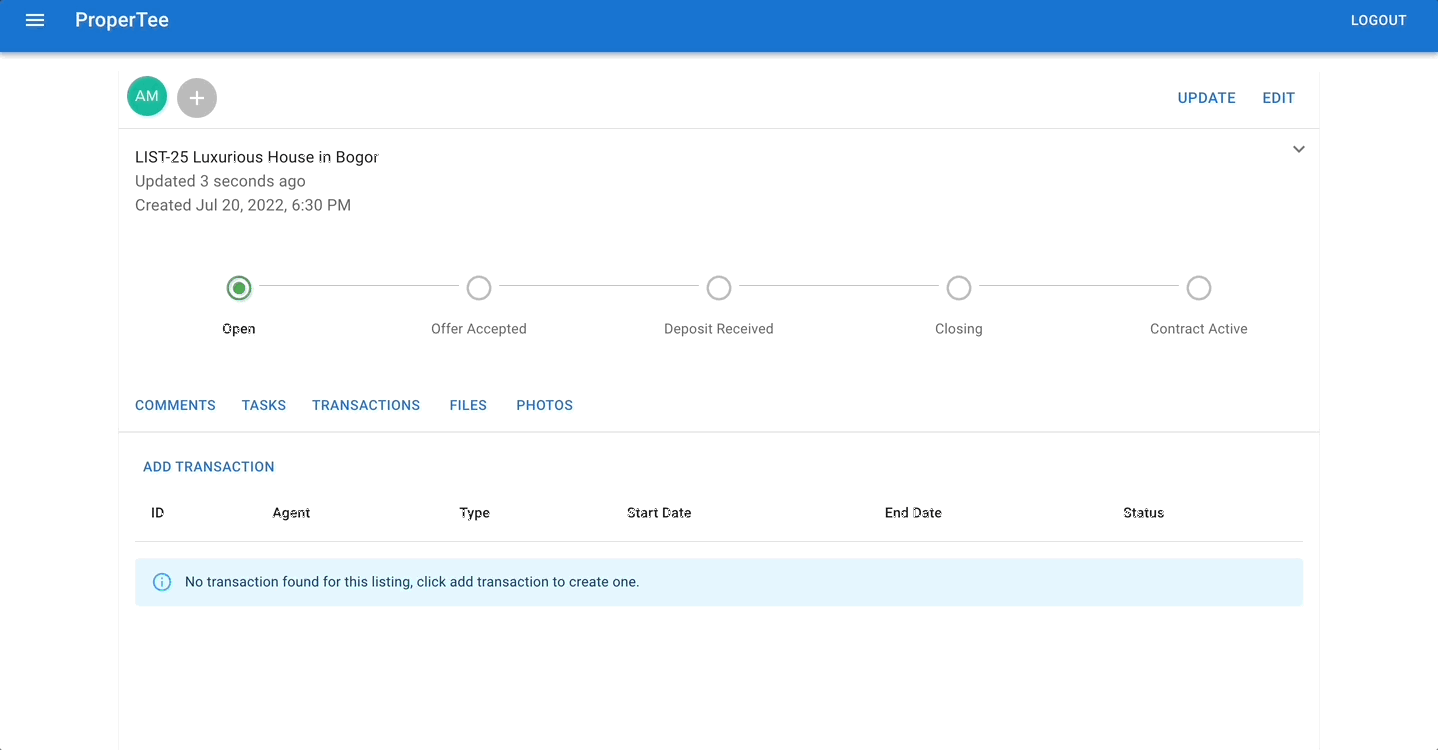 ProperTee
LOGOUT
AM
UPDATE EDIT
LIST-25 Luxurious House in Bogor
Updated 3 seconds ago
Created Jul 20, 2022, 6:30 PM
Open Offer Accepted Deposit Received Closing Contract Active
COMMENTS TASKS TRANSACTIONS FILES PHOTOS
ADD TRANSACTION
ID Agent Type Start Date End Date Status
No transaction found for this listing, click add transaction to create one.